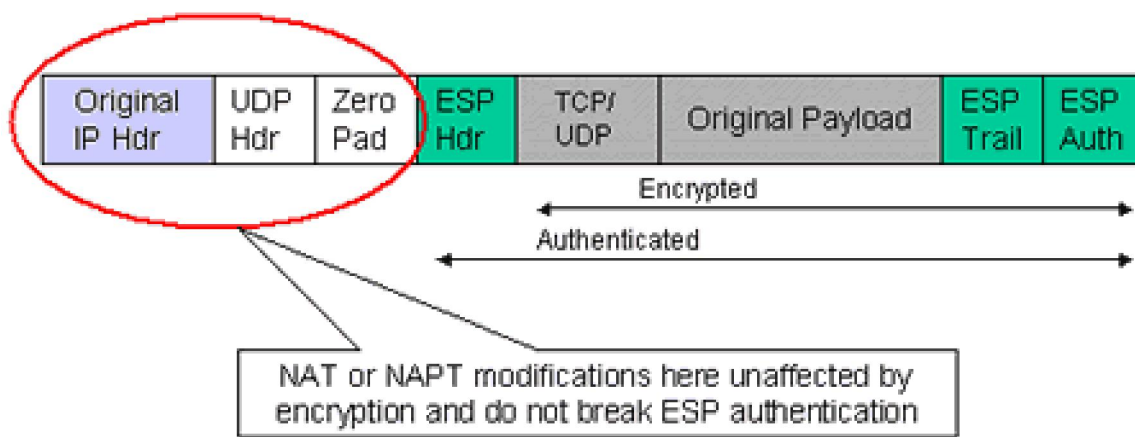 Original IP Hdr
UDP Hdr
Zero Pad
ESP Hdr
TCP/ UDP
Original Payload
ESP Trail
ESP Auth
Encrypted
Authenticated
NAT or NAPT modifications here unaffected by
encryption and do not break ESP authentication